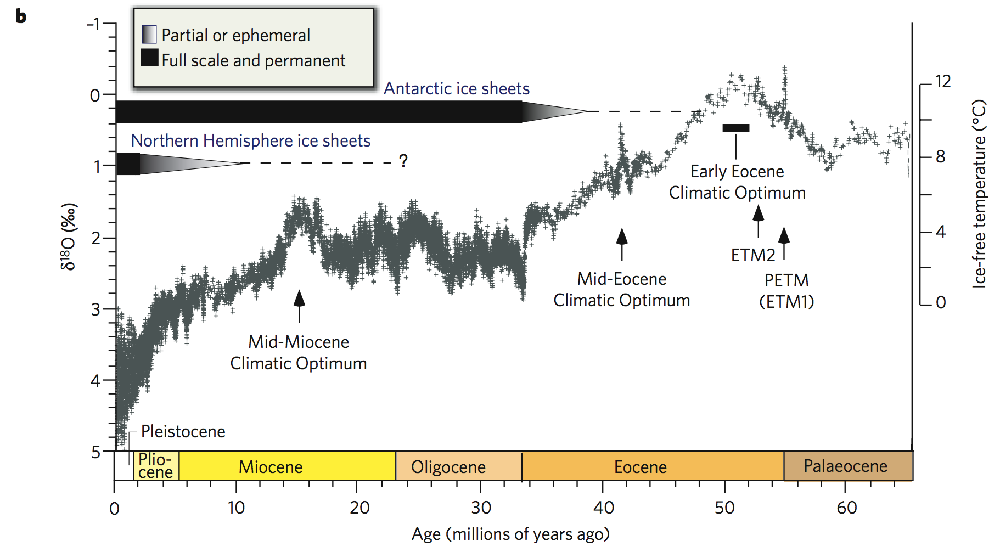 b
–1
0
1
2
3
4
5
δ18O (‰)
Partial or ephemeral
Full scale and permanent
Antarctic ice sheets
Northern Hemisphere ice sheets
?
Early Eocene
Climatic Optimum
ETM2
PETM
(ETM1)
Mid-Eocene
Climatic Optimum
Mid-Miocene
Climatic Optimum
12
8
4
0
Ice-free temperature (°C)
Pleistocene
Plio-
cene
Miocene
Oligocene
Eocene
Palaeocene
0
10
20
30
40
50
60
Age (millions of years ago)